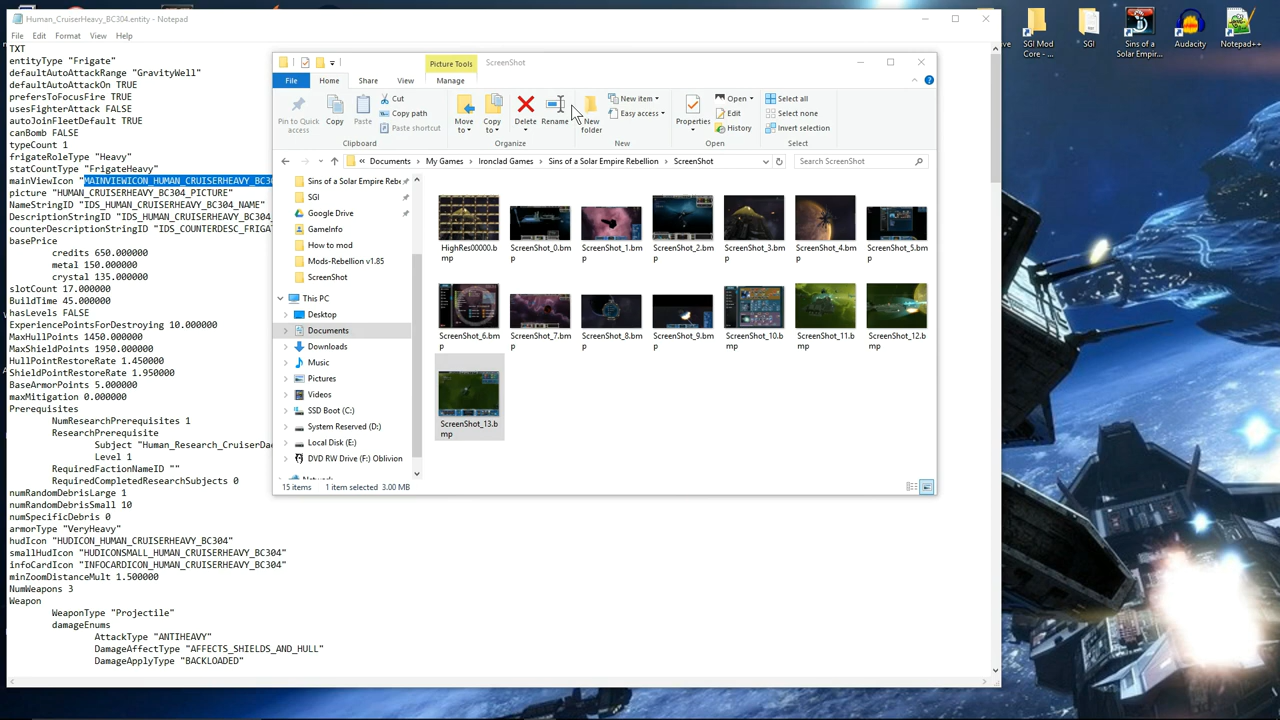 Human_CruiserHeavy_BC304.entity - Notepad
File Edit Format View Help
TXT
entityType "Frigate"
defaultAutoAttackRange "GravityWell"
defaultAutoAttackOn TRUE
prefersToFocusFire TRUE
usesFighterAttack FALSE
autoJoinFleetDefault TRUE
canBomb FALSE
typeCount 1
frigateRoleType "Heavy"
statCountType "FrigateHeavy"
mainViewIcon "MAINVIEWICON_HUMAN_CRUISERHEAVY_BC30
picture "HUMAN_CRUISERHEAVY_BC304_PICTURE"
NameStringID "IDS_HUMAN_CRUISERHEAVY_BC304_NAME"
DescriptionStringID "IDS_HUMAN_CRUISERHEAVY_BC304_
counterDescriptionStringID "IDS_COUNTERDESC_FRIGAT
basePrice
credits 650.000000
metal 150.000000
crystal 135.000000
slotCount 17.000000
BuildTime 45.000000
hasLevels FALSE
ExperiencePointsForDestroying 10.000000
MaxHullPoints 1450.000000
MaxShieldPoints 1950.000000
HullPointRestoreRate 1.450000
ShieldPointRestoreRate 1.950000
BaseArmorPoints 5.000000
maxMitigation 0.000000
Prerequisites
NumResearchPrerequisites 1
ResearchPrerequisite
Subject "Human_Research_CruiserDae
Level 1
RequiredFactionNameID ""
RequiredCompletedResearchSubjects 0
numRandomDebrisLarge 1
numRandomDebrisSmall 10
numSpecificDebris 0
armorType "VeryHeavy"
hudIcon "HUDICON_HUMAN_CRUISERHEAVY_BC304"
smallHudIcon "HUDICONSMALL_HUMAN_CRUISERHEAVY_BC304"
infoCardIcon "INFOCARDICON_HUMAN_CRUISERHEAVY_BC304"
minZoomDistanceMult 1.500000
NumWeapons 3
Weapon
WeaponType "Projectile"
damageEnums
AttackType "ANTIHEAVY"
DamageAffectType "AFFECTS_SHIELDS_AND_HULL"
DamageApplyType "BACKLOADED"
Picture Tools ScreenShot
File Home Share View Manage
Pin to Quick access
Copy
Paste
Cut
Copy path
Paste shortcut
Clipboard
Move to
Copy to
Delete
Rename
Organize
New folder
New item
Easy access
New
Properties
Open
Edit
History
Open
Select all
Select none
Invert selection
Select
« Documents My Games Ironclad Games Sins of a Solar Empire Rebellion ScreenShot
Search ScreenShot
Sins of a Solar Empire Rebe
SGI
Google Drive
GameInfo
How to mod
Mods-Rebellion v1.85
ScreenShot
This PC
Desktop
Documents
Downloads
Music
Pictures
Videos
SSD Boot (C:)
System Reserved (D:)
Local Disk (E:)
DVD RW Drive (F:) Oblivion
HighRes00000.bmp
ScreenShot_0.bmp
ScreenShot_1.bmp
ScreenShot_2.bmp
ScreenShot_3.bmp
ScreenShot_4.bmp
ScreenShot_5.bmp
ScreenShot_6.bmp
ScreenShot_7.bmp
ScreenShot_8.bmp
ScreenShot_9.bmp
ScreenShot_10.bmp
ScreenShot_11.bmp
ScreenShot_12.bmp
ScreenShot_13.bmp
15 items 1 item selected 3.00 MB
SGI Mod Core - ...
SGI
Sins of a Solar Empir...
Audacity
Notepad++